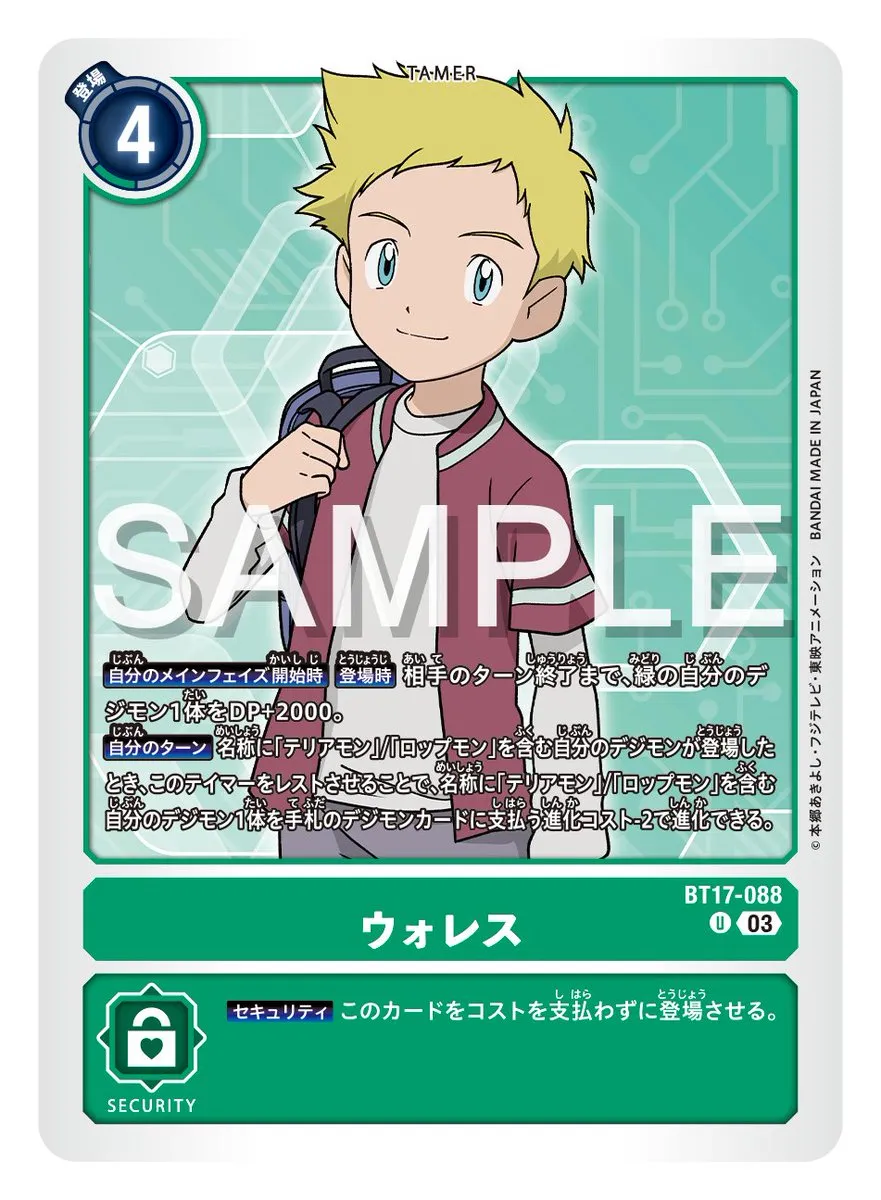 登場
4
TAMER
SAMPLE
自分のメインフェイズ開始時 登場時 相手のターン終了まで、緑の自分のデ
ジモン1体をDP+2000。
自分のターン 名称に「テリアモン」/「ロップモン」を含む自分のデジモンが登場した
とき、このテイマーをレストさせることで、名称に「テリアモン」/「ロップモン」を含む
自分のデジモン1体を手札のデジモンカードに支払う進化コスト-2で進化できる。
©本郷あきよし・フジテレビ・東映アニメーション BANDAI MADE IN JAPAN
BT17-088
U 03
ウォレス
セキュリティ このカードをコストを支払わずに登場させる。
SECURITY